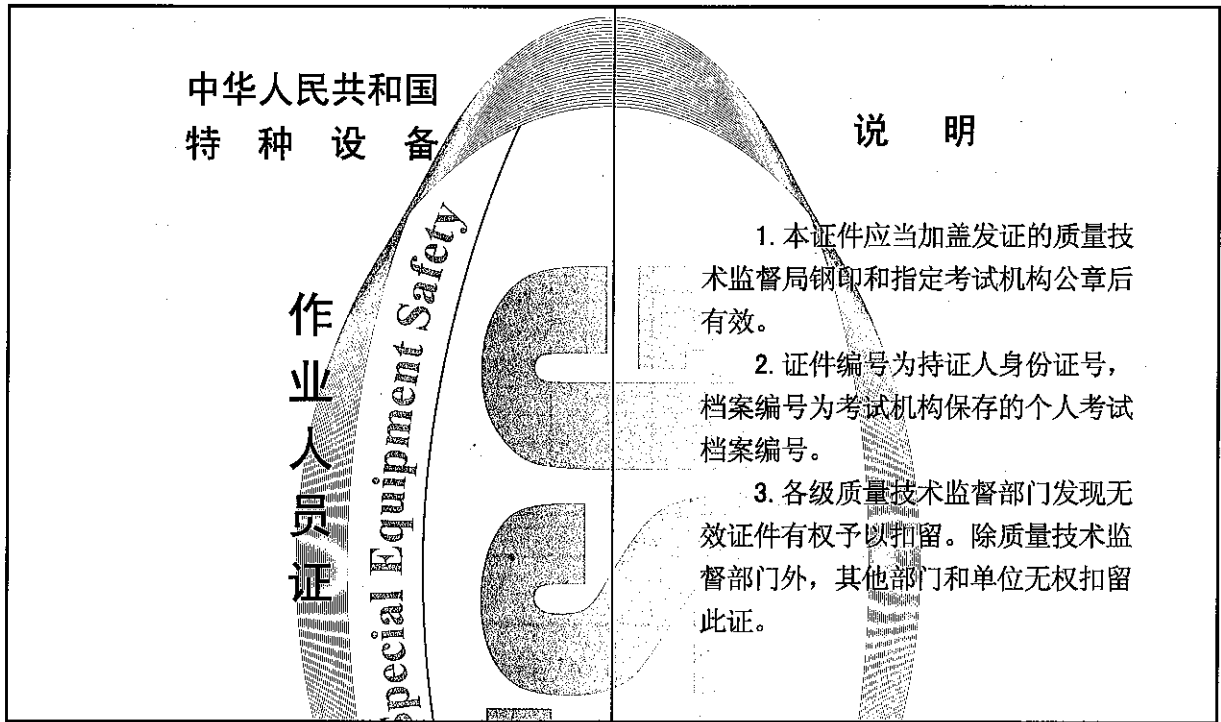 中华人民共和国
特种设备
作业人员证
Special Equipment Safety
说明
1. 本证件应当加盖发证的质量技
术监督局钢印和指定考试机构公章后
有效。
2. 证件编号为持证人身份证号，
档案编号为考试机构保存的个人考试
档案编号。
3. 各级质量技术监督部门发现无
效证件有权予以扣留。除质量技术监
督部门外，其他部门和单位无权扣留
此证。